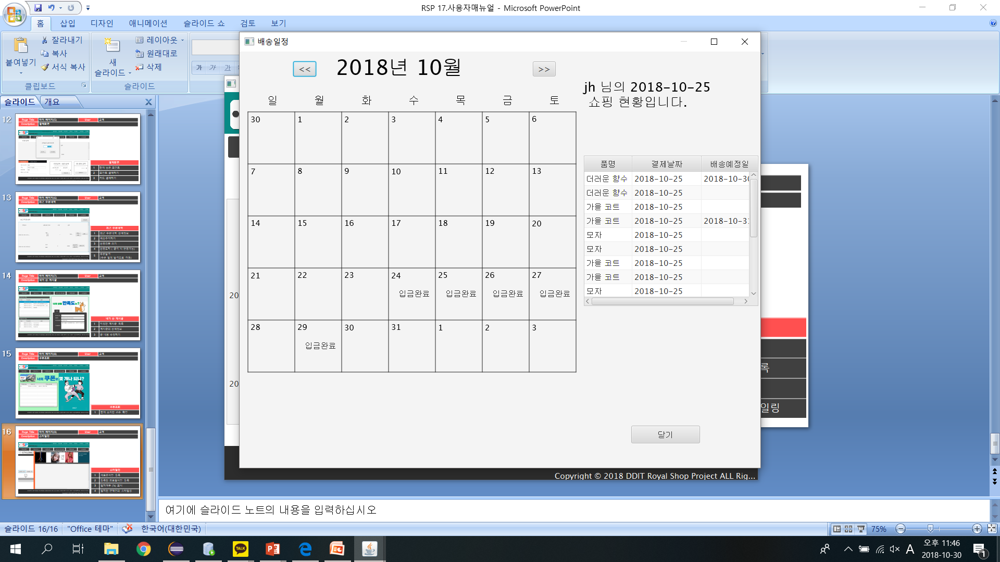 RSP 17.사용자매뉴얼 - Microsoft PowerPoint
홈 삽입 디자인 애니메이션 슬라이드 쇼 검토 보기
붙여넣기
잘라내기
복사
서식 복사
클립보드
새
슬라이드
레이아웃
원래대로
삭제
슬라이드
가 가 가
슬라이드 개요
12
13
14
15
16
배송일정
<< 2018년 10월 >>
일 월 화 수 목 금 토
30 1 2 3 4 5 6
7 8 9 10 11 12 13
14 15 16 17 18 19 20
21 22 23 24 25 26 27
입금완료 입금완료 입금완료 입금완료
28 29 30 31 1 2 3
입금완료
jh 님의 2018-10-25
쇼핑 현황입니다.
품명 결제날짜 배송예정일
더러운 향수 2018-10-25 2018-10-30
더러운 향수 2018-10-25
가을 코트 2018-10-25
가을 코트 2018-10-25 2018-10-31
모자 2018-10-25
모자 2018-10-25
가을 코트 2018-10-25
가을 코트 2018-10-25
모자 2018-10-25
닫기
20
20
록
일링
Copyright © 2018 DDIT Royal Shop Project ALL Rig...
여기에 슬라이드 노트의 내용을 입력하십시오
슬라이드 16/16 "Office 테마" 한국어(대한민국)
75%
TALK
A
오후 11:46
2018-10-30
1